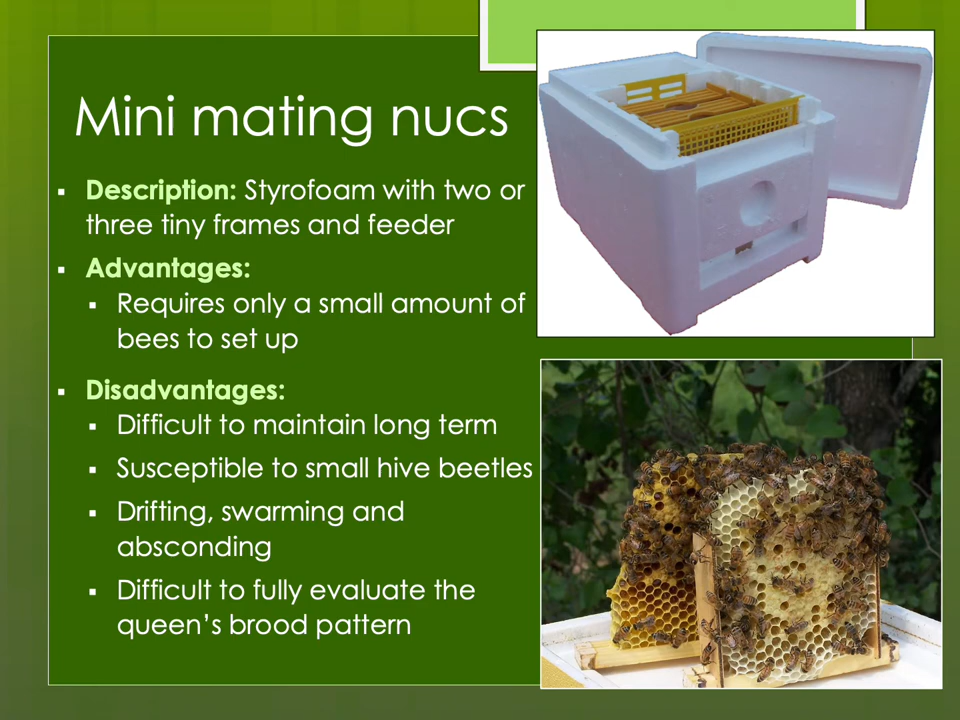 Mini mating nucs
▪ Description: Styrofoam with two or
three tiny frames and feeder
▪ Advantages:
▪ Requires only a small amount of
bees to set up
▪ Disadvantages:
▪ Difficult to maintain long term
▪ Susceptible to small hive beetles
▪ Drifting, swarming and
absconding
▪ Difficult to fully evaluate the
queen’s brood pattern